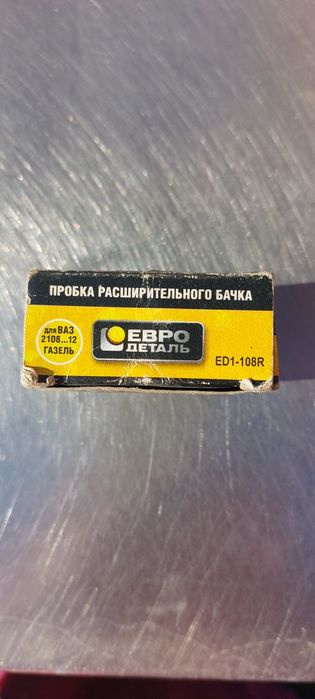 ПРОБКА РАСШИРИТЕЛЬНОГО БАЧКА
для ВАЗ
2108...12
ГАЗЕЛЬ
ЕВРО
ДЕТАЛЬ
ED1-108R